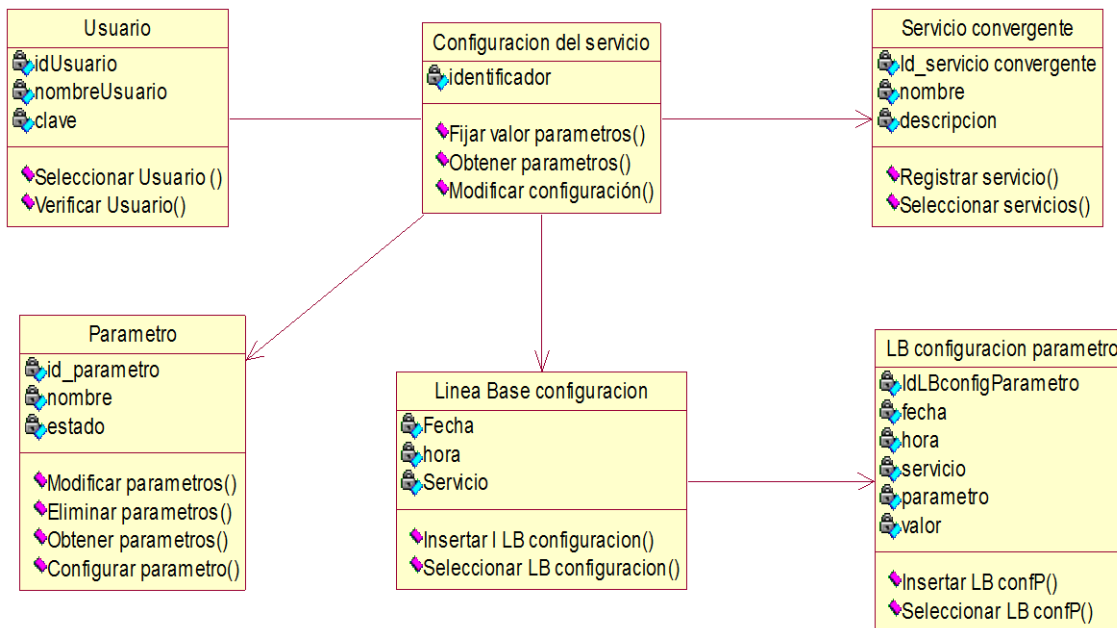 Usuario
idUsuario
nombreUsuario
clave
Seleccionar Usuario ()
Verificar Usuario()
Configuracion del servicio
identificador
Fijar valor parametros()
Obtener parametros()
Modificar configuración()
Servicio convergente
Id_servicio convergente
nombre
descripcion
Registrar servicio()
Seleccionar servicios()
Parametro
id_parametro
nombre
estado
Modificar parametros()
Eliminar parametros()
Obtener parametros()
Configurar parametro()
Linea Base configuracion
Fecha
hora
Servicio
Insertar l LB configuracion()
Seleccionar LB configuracion()
LB configuracion parametro
IdLBconfigParametro
fecha
hora
servicio
parametro
valor
Insertar LB confP()
Seleccionar LB confP()